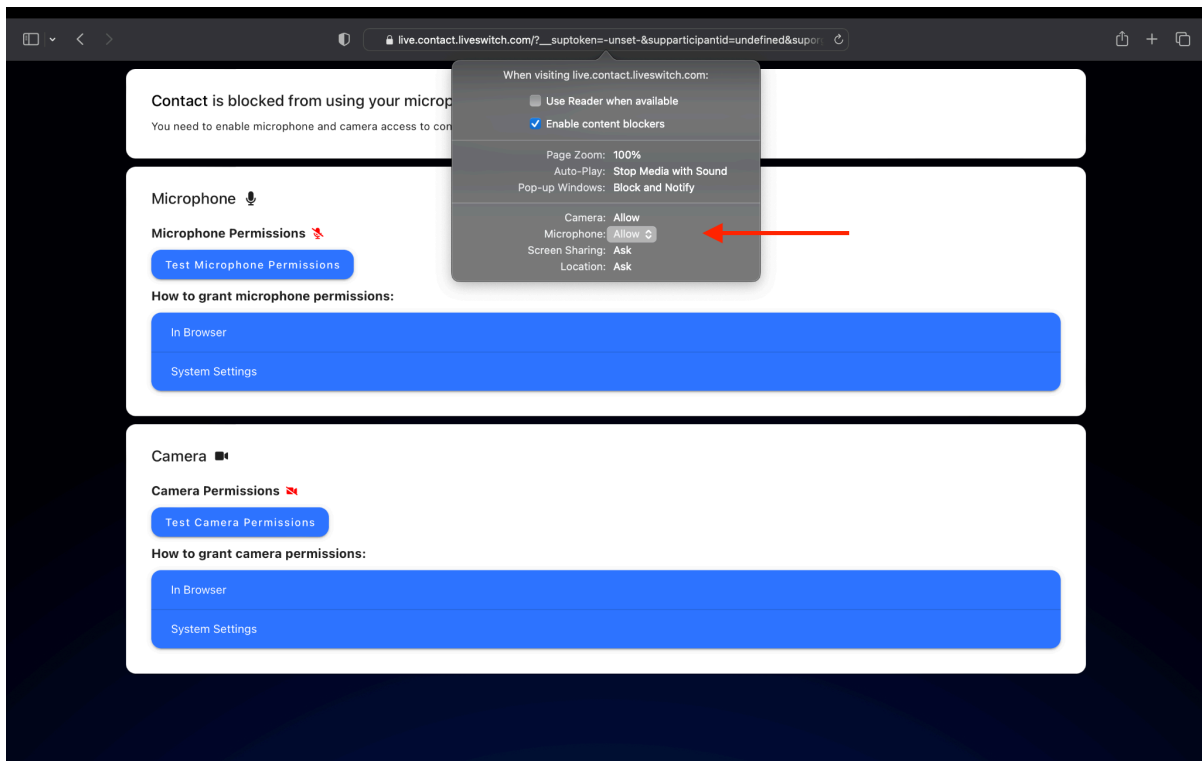 live.contact.liveswitch.com/?__suptoken=-unset-&supparticipantid=undefined&supor
When visiting live.contact.liveswitch.com:
Use Reader when available
Enable content blockers
Page Zoom: 100%
Auto-Play: Stop Media with Sound
Pop-up Windows: Block and Notify
Camera: Allow
Microphone: Allow
Screen Sharing: Ask
Location: Ask
Contact is blocked from using your microp
You need to enable microphone and camera access to con
Microphone
Microphone Permissions
Test Microphone Permissions
How to grant microphone permissions:
In Browser
System Settings
Camera
Camera Permissions
Test Camera Permissions
How to grant camera permissions:
In Browser
System Settings